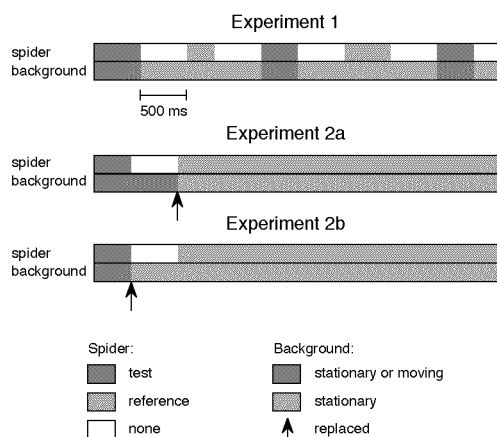 Experiment 1
spider
background
500 ms
Experiment 2a
spider
background
Experiment 2b
spider
background
Spider:
test
reference
none
Background:
stationary or moving
stationary
replaced